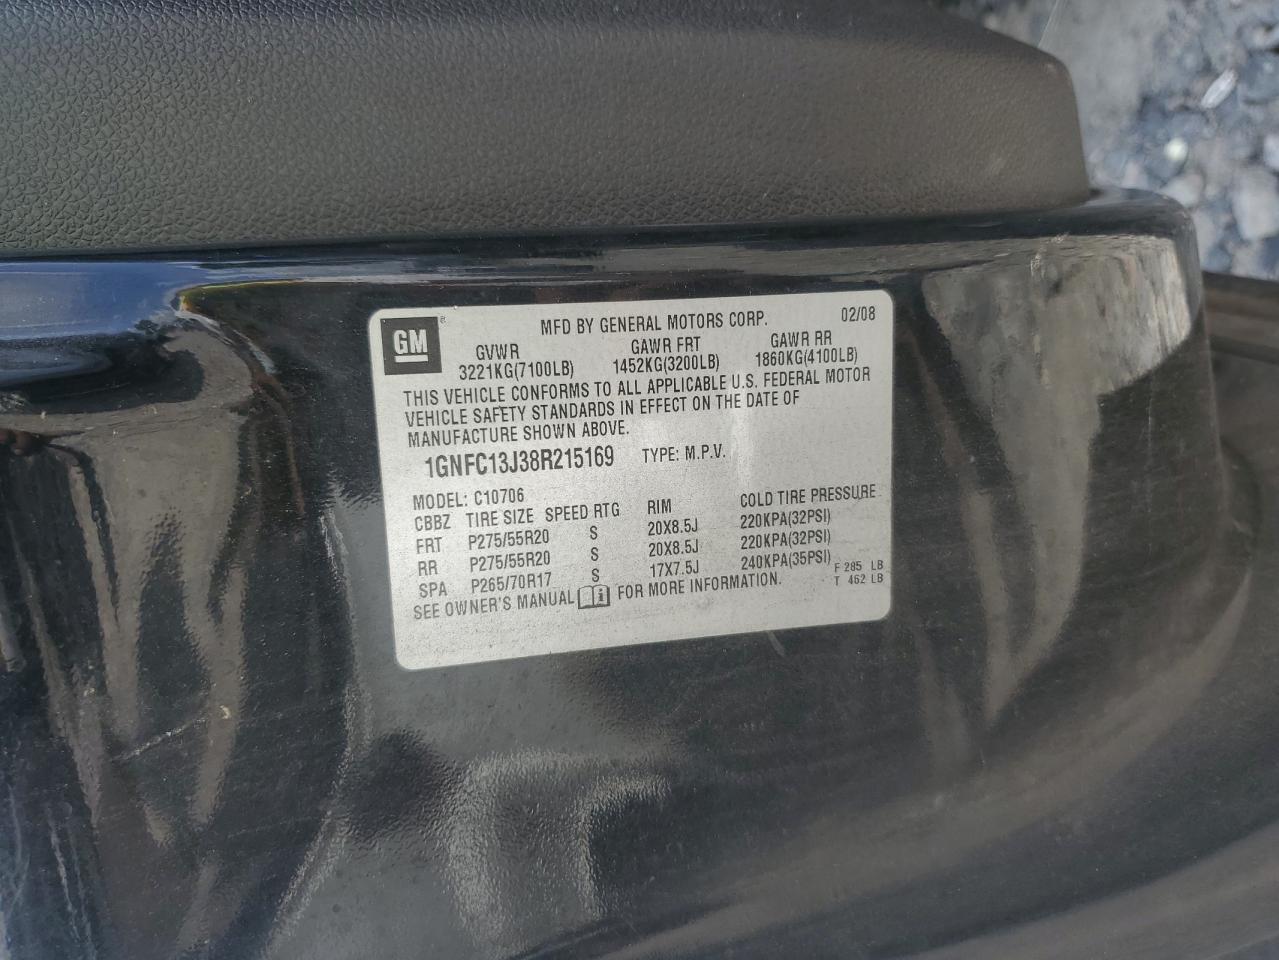 GM
MFD BY GENERAL MOTORS CORP. 02/08
GVWR GAWR FRT GAWR RR
3221KG(7100LB) 1452KG(3200LB) 1860KG(4100LB)
THIS VEHICLE CONFORMS TO ALL APPLICABLE U.S. FEDERAL MOTOR
VEHICLE SAFETY STANDARDS IN EFFECT ON THE DATE OF
MANUFACTURE SHOWN ABOVE.
1GNFC13J38R215169 TYPE: M.P.V.
MODEL: C10706
CBBZ TIRE SIZE SPEED RTG RIM COLD TIRE PRESSURE
FRT P275/55R20 S 20X8.5J 220KPA(32PSI)
RR P275/55R20 S 20X8.5J 220KPA(32PSI)
SPA P265/70R17 S 17X7.5J 240KPA(35PSI)
SEE OWNER'S MANUAL i FOR MORE INFORMATION.
F 285 LB
T 462 LB